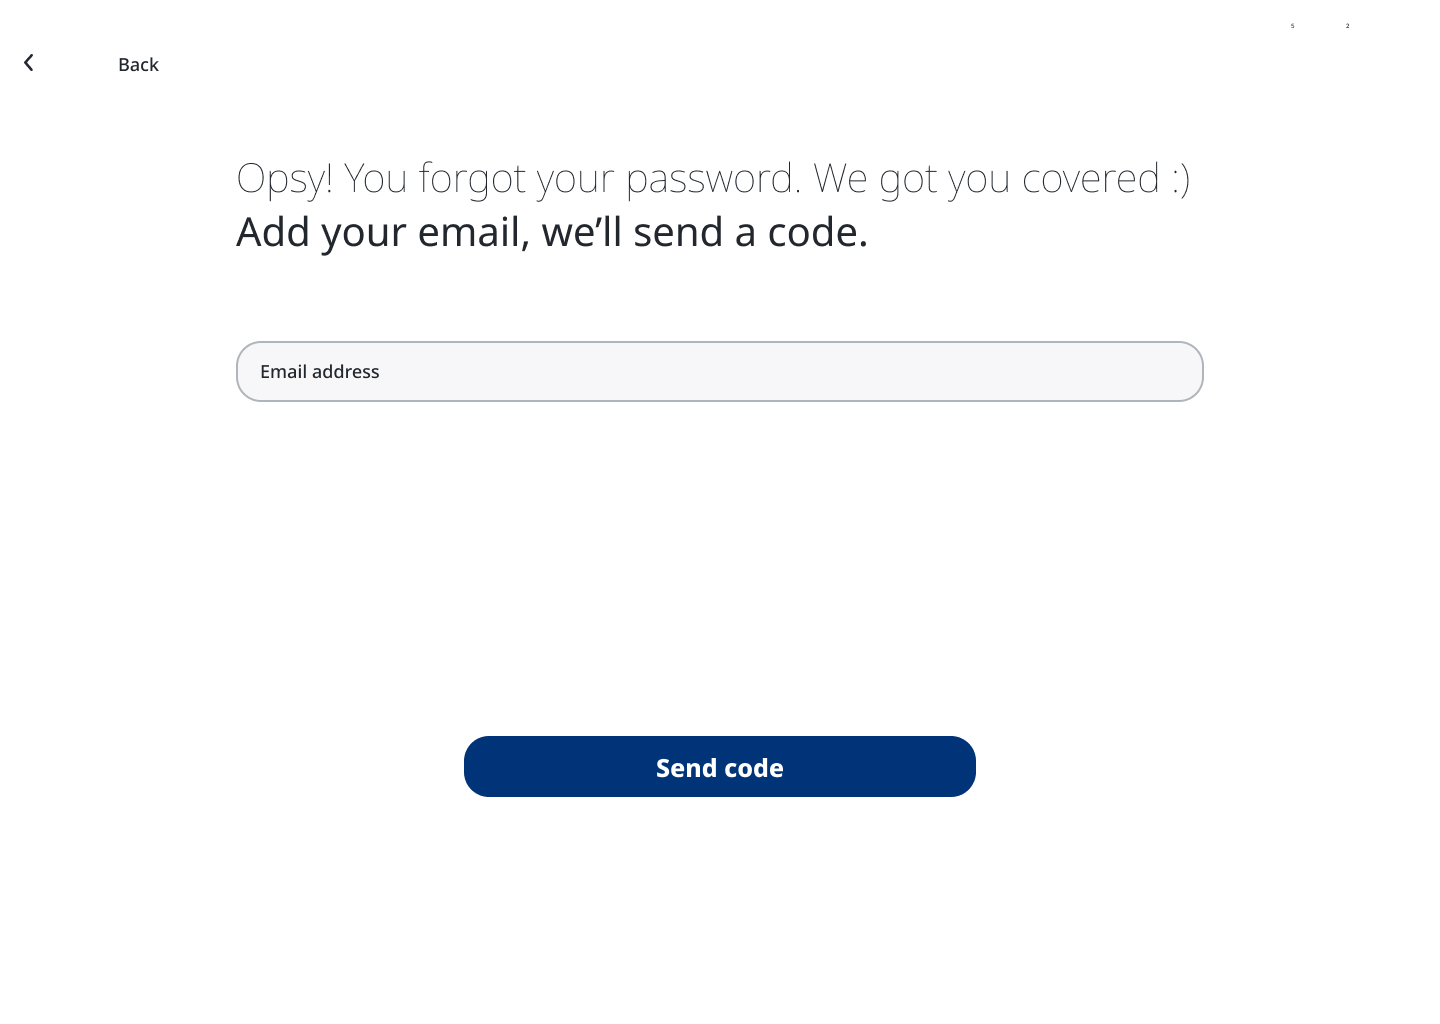 5 2
Back
Opsy! You forgot your password. We got you covered :)
Add your email, we’ll send a code.
Email address
Send code